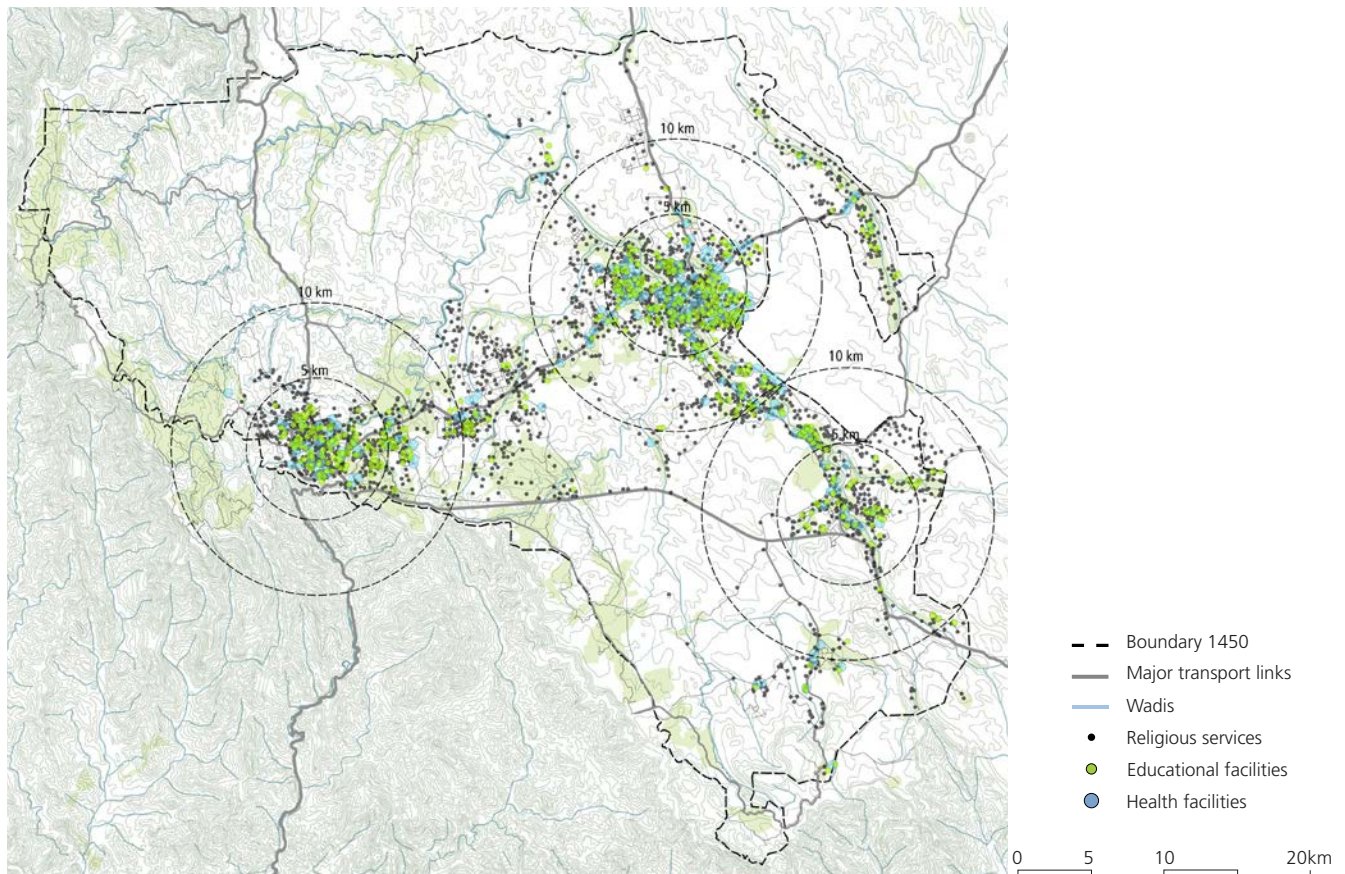 10 km
5 km
10 km
10 km
5 km
5 km
Boundary 1450
Major transport links
Wadis
Religious services
Educational facilities
Health facilities
0 5 10 20km